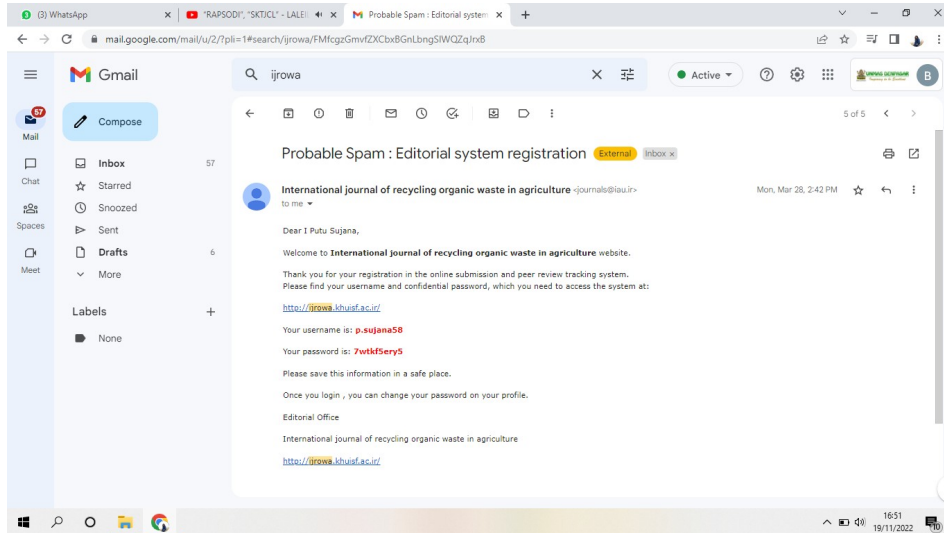 (3) WhatsApp
"RAPSODI", "SKTJCL" - LALE
Probable Spam : Editorial system
mail.google.com/mail/u/2/?pli=1#search/ijrowa/FMfcgzGmvfZXCbxBGnLbngSlWQZqJrxB
Gmail
ijrowa
Active
B
57
Mail
Compose
5 of 5
Probable Spam : Editorial system registration External Inbox x
Chat
Inbox 57
Starred
International journal of recycling organic waste in agriculture <journals@iau.ir>
Mon, Mar 28, 2:42 PM
to me
Spaces
Snoozed
Sent
Dear I Putu Sujana,
Meet
Drafts 6
Welcome to International journal of recycling organic waste in agriculture website.
More
Thank you for your registration in the online submission and peer review tracking system.
Please find your username and confidential password, which you need to access the system at:
Labels +
http://ijrowa.khuisf.ac.ir/
None
Your username is: p.sujana58
Your password is: 7wtkf5ery5
Please save this information in a safe place.
Once you login , you can change your password on your profile.
Editorial Office
International journal of recycling organic waste in agriculture
http://ijrowa.khuisf.ac.ir/
16:51
19/11/2022
10